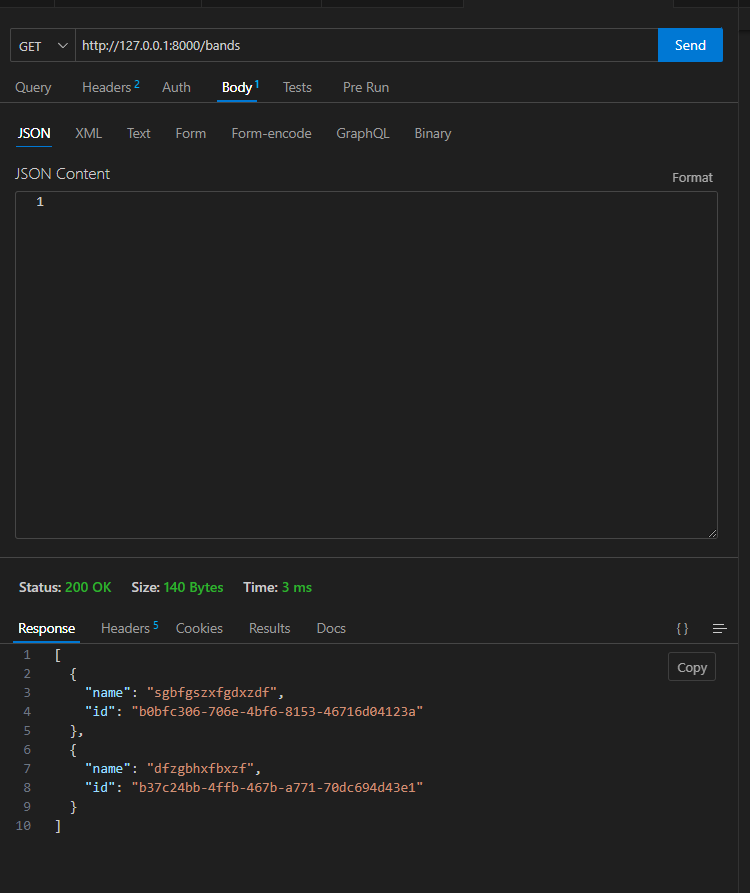 GET http://127.0.0.1:8000/bands Send
Query Headers 2 Auth Body 1 Tests Pre Run
JSON XML Text Form Form-encode GraphQL Binary
JSON Content Format
1
Status: 200 OK Size: 140 Bytes Time: 3 ms
Response Headers 5 Cookies Results Docs { }
1 [
Copy
2 {
3 "name": "sgbfgszxfgdxzdf",
4 "id": "b0bfc306-706e-4bf6-8153-46716d04123a"
5 },
6 {
7 "name": "dfzgbhxfbxzf",
8 "id": "b37c24bb-4ffb-467b-a771-70dc694d43e1"
9 }
10 ]